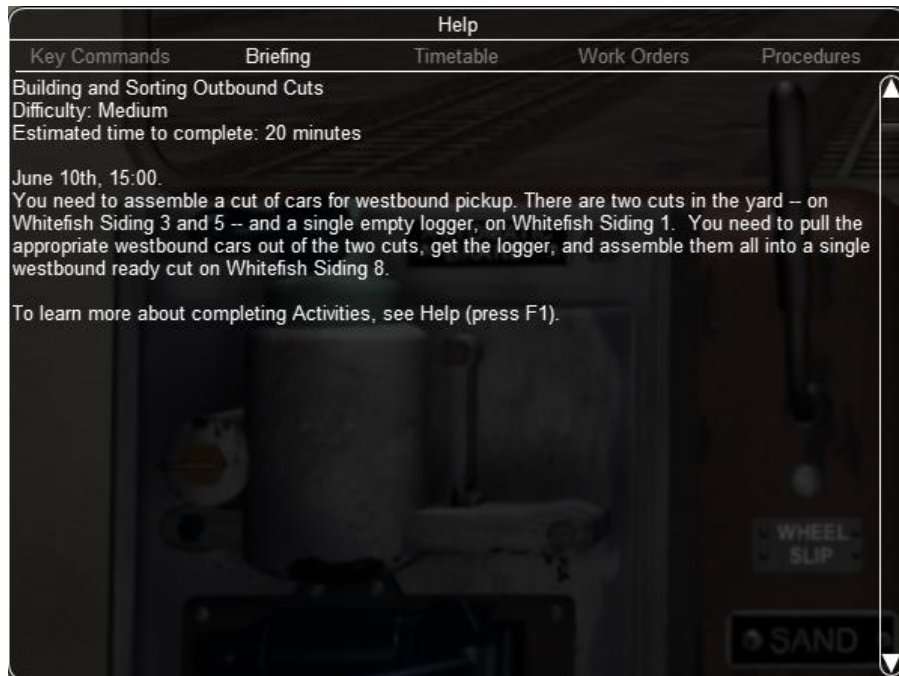 Help
Key Commands Briefing Timetable Work Orders Procedures
Building and Sorting Outbound Cuts
Difficulty: Medium
Estimated time to complete: 20 minutes
June 10th, 15:00.
You need to assemble a cut of cars for westbound pickup. There are two cuts in the yard -- on
Whitefish Siding 3 and 5 -- and a single empty logger, on Whitefish Siding 1. You need to pull the
appropriate westbound cars out of the two cuts, get the logger, and assemble them all into a single
westbound ready cut on Whitefish Siding 8.
To learn more about completing Activities, see Help (press F1).
WHEEL
SLIP
SAND